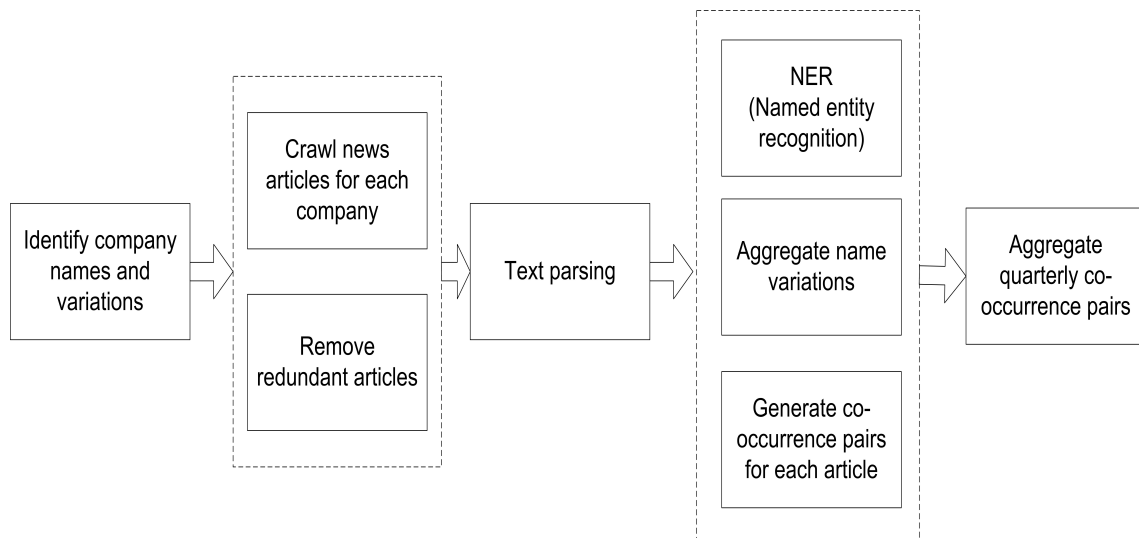 Identify company
names and
variations
Crawl news
articles for each
company
Remove
redundant articles
Text parsing
NER
(Named entity
recognition)
Aggregate name
variations
Generate co-
occurrence pairs
for each article
Aggregate
quarterly co-
occurrence pairs